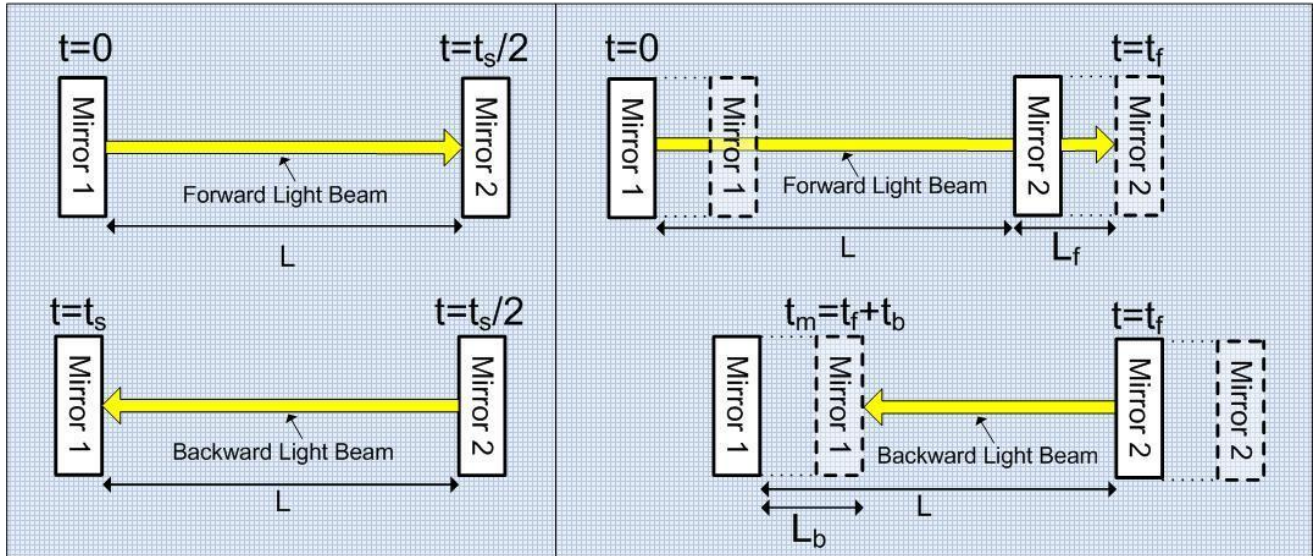 t=0
t=ts/2
Mirror 1
Mirror 2
Forward Light Beam
L
t=ts
t=ts/2
Mirror 1
Mirror 2
Backward Light Beam
L
t=0
t=tf
Mirror 1
Mirror 1
Mirror 2
Mirror 2
Forward Light Beam
L
Lf
tm=tf+tb
t=tf
Mirror 1
Mirror 1
Mirror 2
Mirror 2
Backward Light Beam
L
Lb